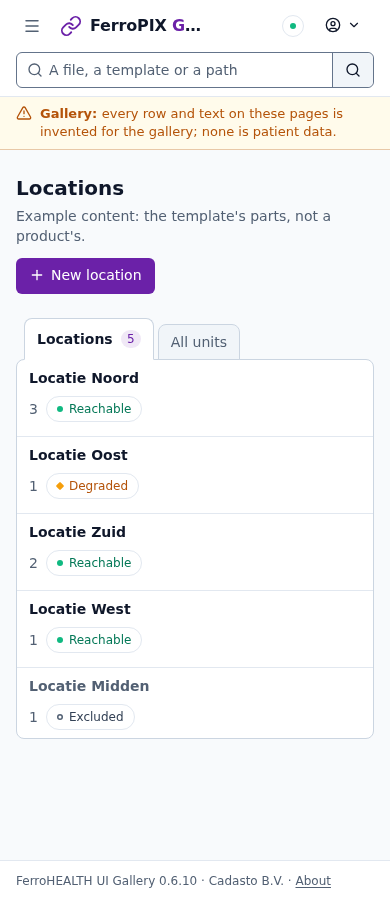 FerroPIX G...
A file, a template or a path
Gallery: every row and text on these pages is
invented for the gallery; none is patient data.
Locations
Example content: the template's parts, not a
product's.
New location
Locations 5
All units
Locatie Noord
3 Reachable
Locatie Oost
1 Degraded
Locatie Zuid
2 Reachable
Locatie West
1 Reachable
Locatie Midden
1 Excluded
FerroHEALTH UI Gallery 0.6.10 · Cadasto B.V. · About